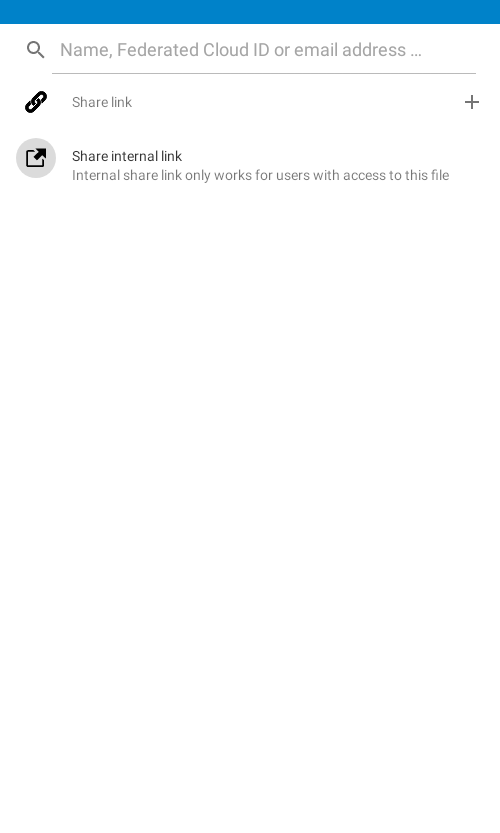 Name, Federated Cloud ID or email address …
Share link
Share internal link
Internal share link only works for users with access to this file